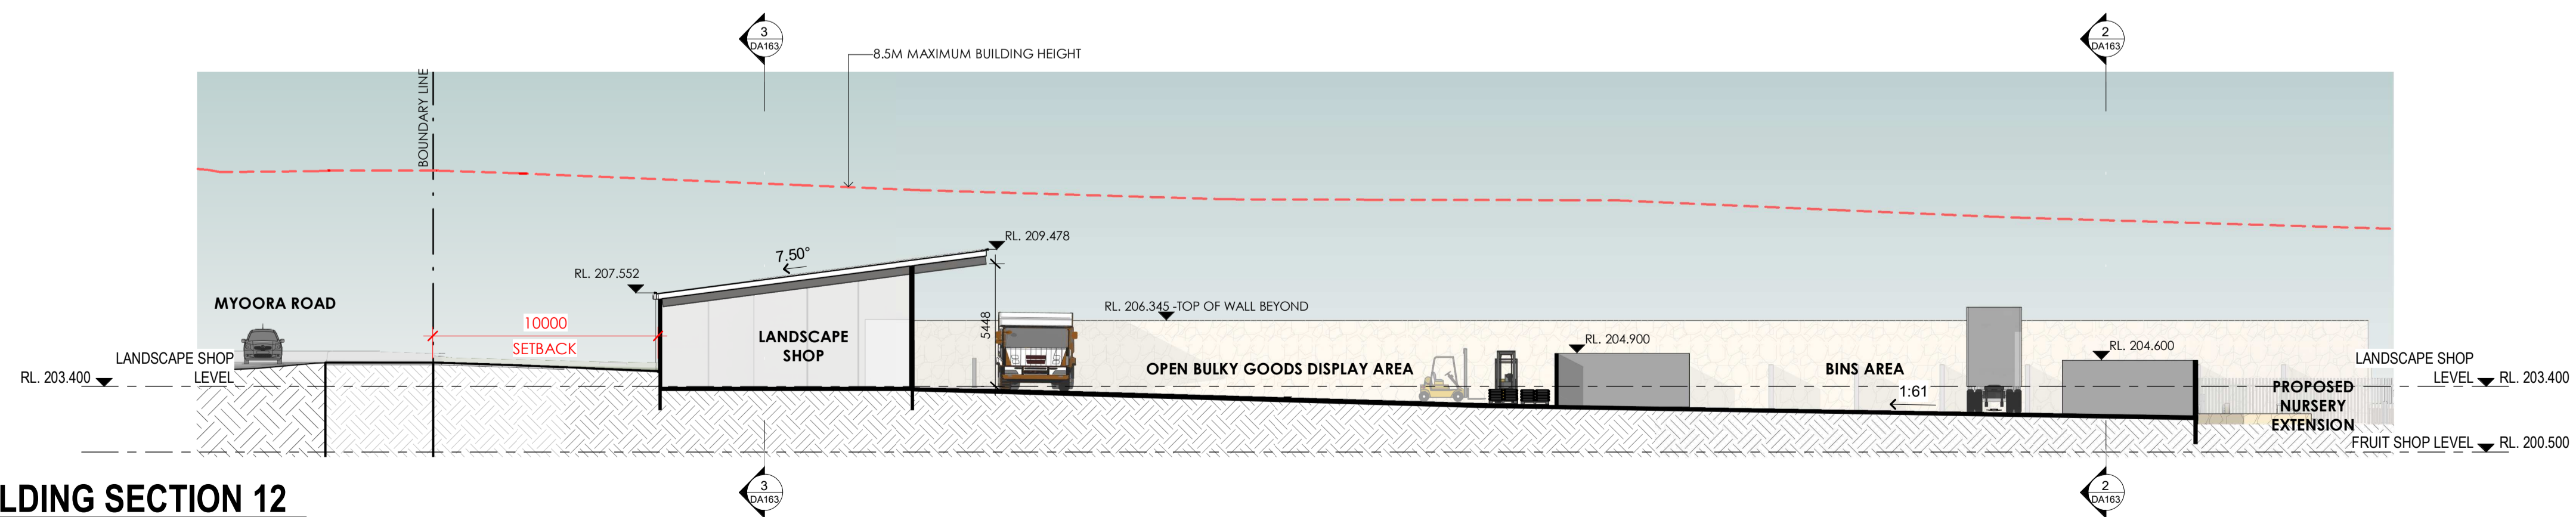 3
DA163
2
DA163
8.5M MAXIMUM BUILDING HEIGHT
BOUNDARY LINE
RL. 209.478
7.50°
RL. 207.552
MYOORA ROAD
RL. 206.345 -TOP OF WALL BEYOND
10000
SETBACK
5448
LANDSCAPE
SHOP
RL. 204.900
RL. 204.600
LANDSCAPE SHOP
LEVEL
RL. 203.400
OPEN BULKY GOODS DISPLAY AREA
BINS AREA
1:61
LANDSCAPE SHOP
LEVEL
RL. 203.400
PROPOSED
NURSERY
EXTENSION
FRUIT SHOP LEVEL
RL. 200.500
3
DA163
2
DA163
LDING SECTION 12